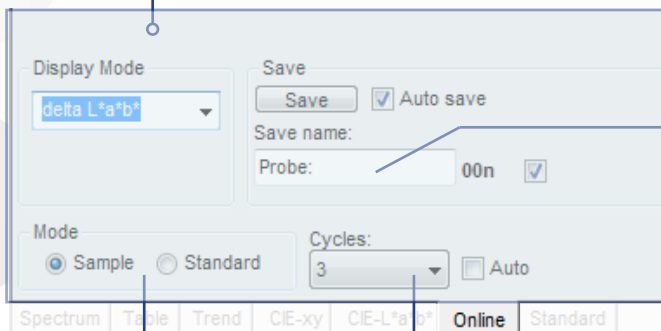 Display Mode
delta L*a*b*
Save
Save
Auto save
Save name:
Probe:
00n
Mode
Sample
Standard
Cycles:
3
Auto
Spectrum Table Trend CIE-xy CIE-L*a*b* Online Standard